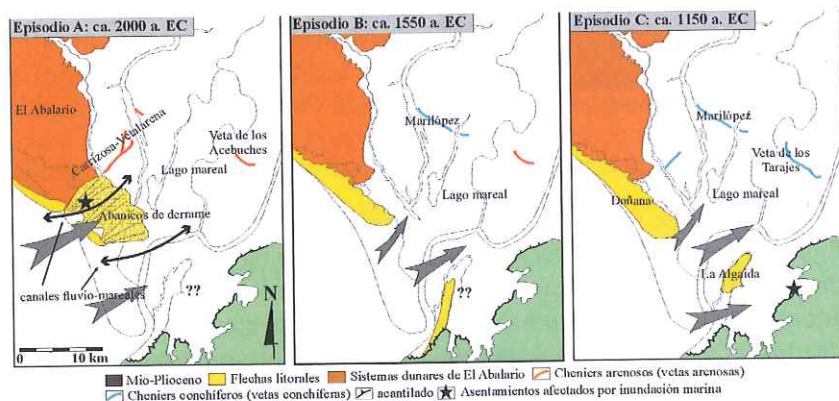 Episodio A: ca. 2000 a. EC
El Abalario
Carrizosa-Vetalarena
Veta de los
Acebuches
Lago mareal
Abanicos de derrame
canales fluvio-mareales
??
N
0 10 km
Episodio B: ca. 1550 a. EC
Marilópez
Lago mareal
??
Episodio C: ca. 1150 a. EC
Marilópez
Veta de los
Tarajes
Lago mareal
Doñana
La Algaida
Mio-Plioceno Flechas litorales Sistemas dunares de El Abalario Cheniers arenosos (vetas arenosas)
Cheniers conchíferos (vetas conchíferas) acantilado Asentamientos afectados por inundación marina